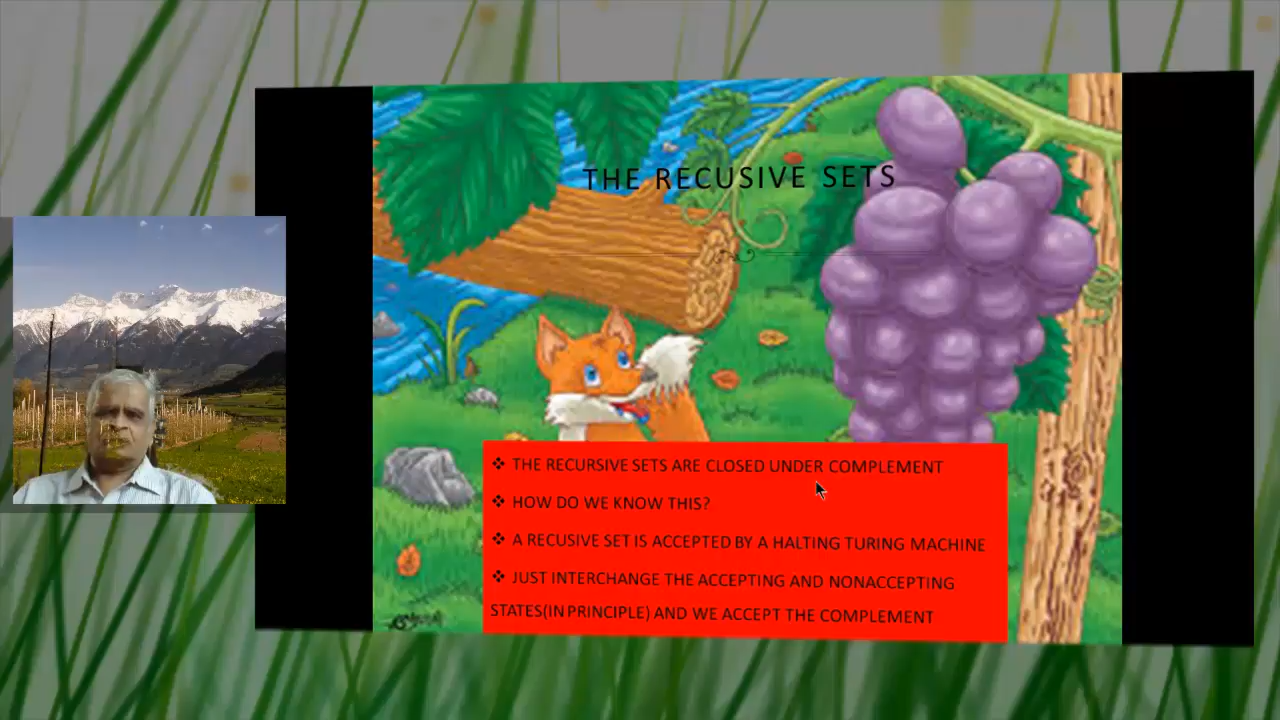 THE RECUSIVE SETS
❖ THE RECURSIVE SETS ARE CLOSED UNDER COMPLEMENT
❖ HOW DO WE KNOW THIS?
❖ A RECUSIVE SET IS ACCEPTED BY A HALTING TURING MACHINE
❖ JUST INTERCHANGE THE ACCEPTING AND NONACCEPTING
STATES(IN PRINCIPLE) AND WE ACCEPT THE COMPLEMENT